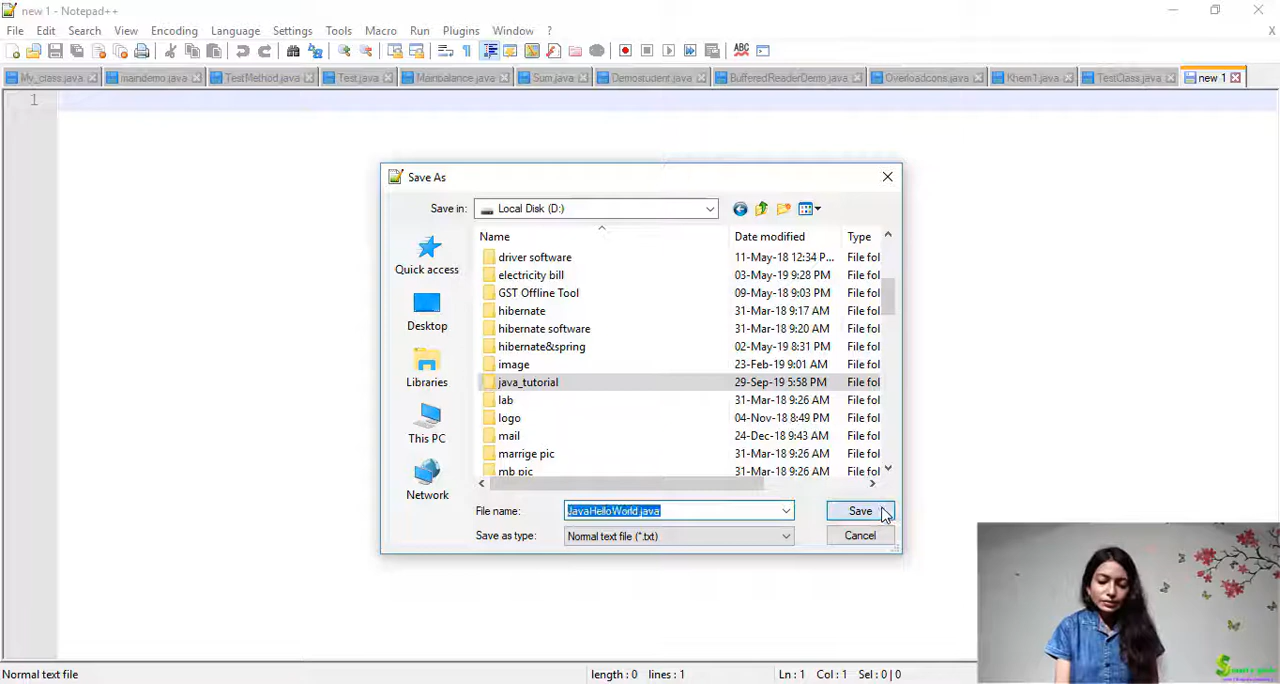 new 1 - Notepad++
File Edit Search View Encoding Language Settings Tools Macro Run Plugins Window ? X
My_class.java maindemo.java TestMethod.java Test.java Mainbalance.java Sum.java Demostudent.java BufferedReaderDemo.java Overloadcons.java Khem1.java TestClass.java new 1
1
Save As
Save in: Local Disk (D:)
Name Date modified Type
driver software 11-May-18 12:34 P... File fol
electricity bill 03-May-19 9:28 PM File fol
GST Offline Tool 09-May-18 9:03 PM File fol
hibernate 31-Mar-18 9:17 AM File fol
hibernate software 31-Mar-18 9:20 AM File fol
hibernate&spring 02-May-19 8:31 PM File fol
image 23-Feb-19 9:01 AM File fol
java_tutorial 29-Sep-19 5:58 PM File fol
lab 31-Mar-18 9:26 AM File fol
logo 04-Nov-18 8:49 PM File fol
mail 24-Dec-18 9:43 AM File fol
marrige pic 31-Mar-18 9:26 AM File fol
mb pic 31-Mar-18 9:26 AM File fol
Quick access
Desktop
Libraries
This PC
Network
File name: JavaHelloWorld.java Save
Save as type: Normal text file (*.txt) Cancel
Normal text file length : 0 lines : 1 Ln : 1 Col : 1 Sel : 0 | 0